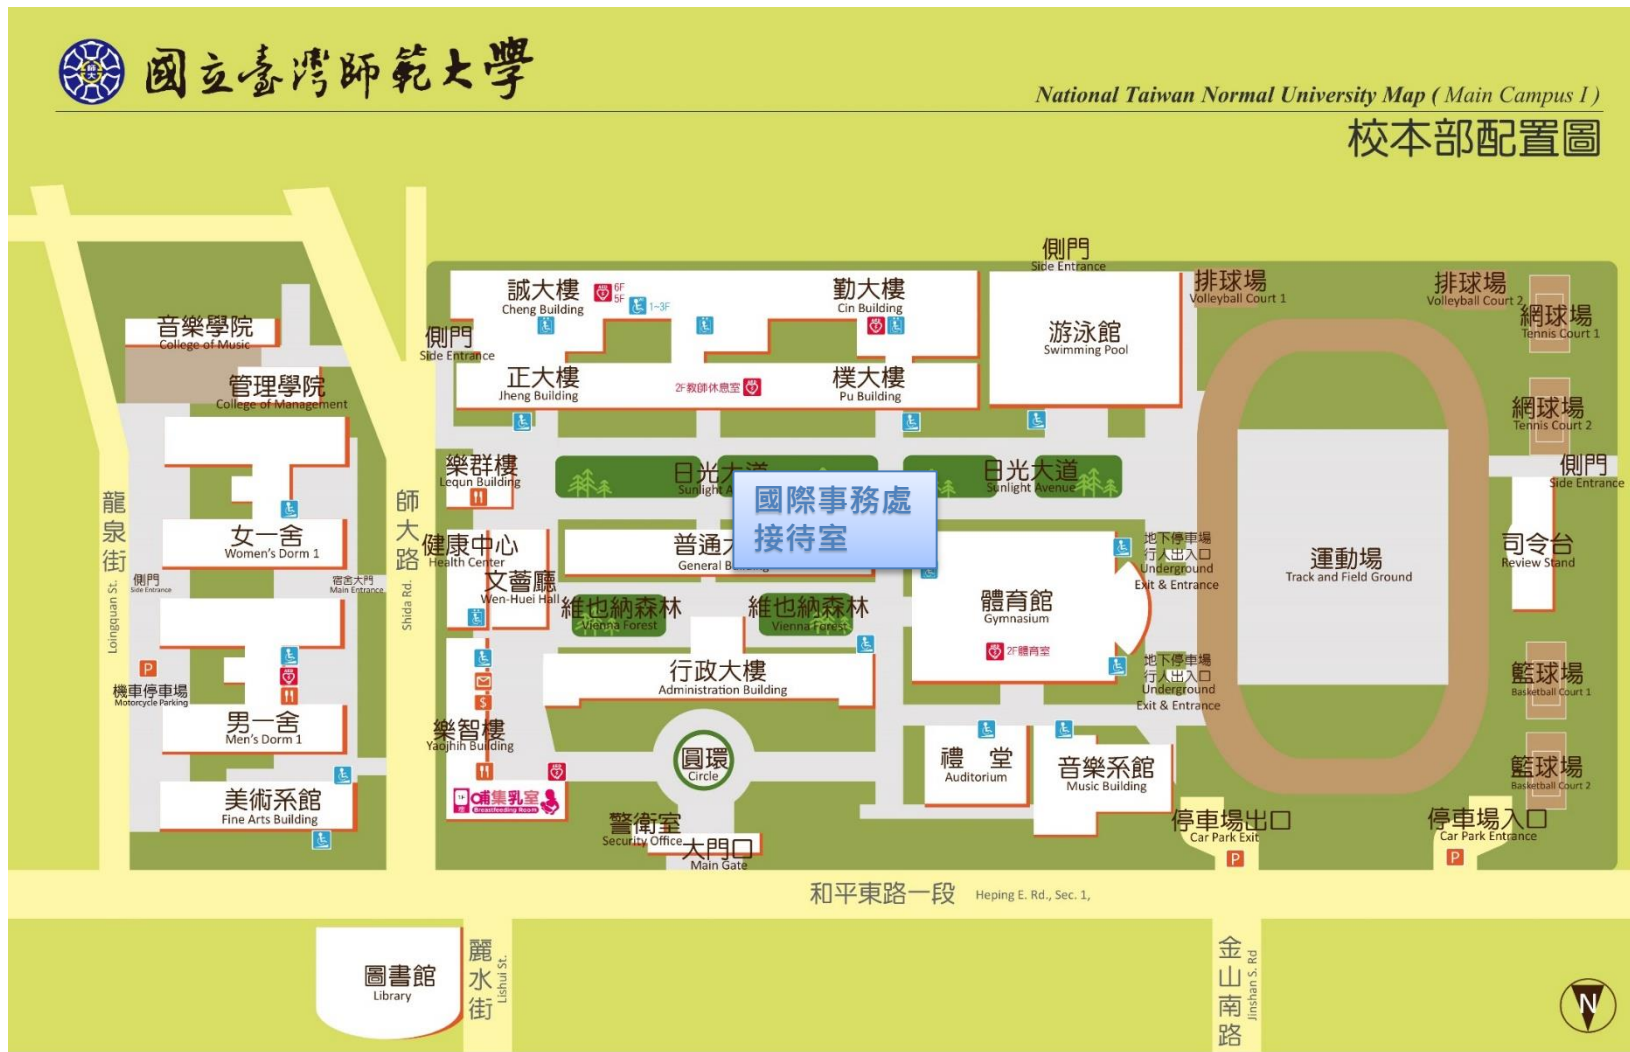 國立臺灣師範大學
National Taiwan Normal University Map ( Main Campus I )
校本部配置圖
側門
Side Entrance
誠大樓
Cheng Building
6F
5F
1~3F
勤大樓
Cin Building
游泳館
Swimming Pool
排球場
Volleyball Court 1
排球場
Volleyball Court 2
網球場
Tennis Court 1
音樂學院
College of Music
側門
Side Entrance
管理學院
College of Management
正大樓
Jheng Building
2F教師休息室
樸大樓
Pu Building
網球場
Tennis Court 2
樂群樓
Lequn Building
日光大道
Sunlight A
日光大道
Sunlight Avenue
側門
Side Entrance
國際事務處
接待室
龍泉街
Loingquan St.
師大路
Shida Rd.
女一舍
Women's Dorm 1
健康中心
Health Center
普通大
General Building
地下停車場
行人出入口
Underground
Exit & Entrance
運動場
Track and Field Ground
司令台
Review Stand
側門
Side Entrance
宿舍大門
Main Entrance
文薈廳
Wen-Huei Hall
維也納森林
Vienna Forest
維也納森林
Vienna Forest
體育館
Gymnasium
2F體育室
地下停車場
行人出入口
Underground
Exit & Entrance
P
機車停車場
Motorcycle Parking
行政大樓
Administration Building
籃球場
Basketball Court 1
$
男一舍
Men's Dorm 1
樂智樓
Yaojhih Building
圓環
Circle
禮 堂
Auditorium
音樂系館
Music Building
籃球場
Basketball Court 2
美術系館
Fine Arts Building
哺集乳室
Breastfeeding Room
警衛室
Security Office
大門口
Main Gate
停車場出口
Car Park Exit
P
停車場入口
Car Park Entrance
P
和平東路一段
Heping E. Rd., Sec. 1,
圖書館
Library
麗水街
Lishui St.
金山南路
Jinshan S. Rd
N